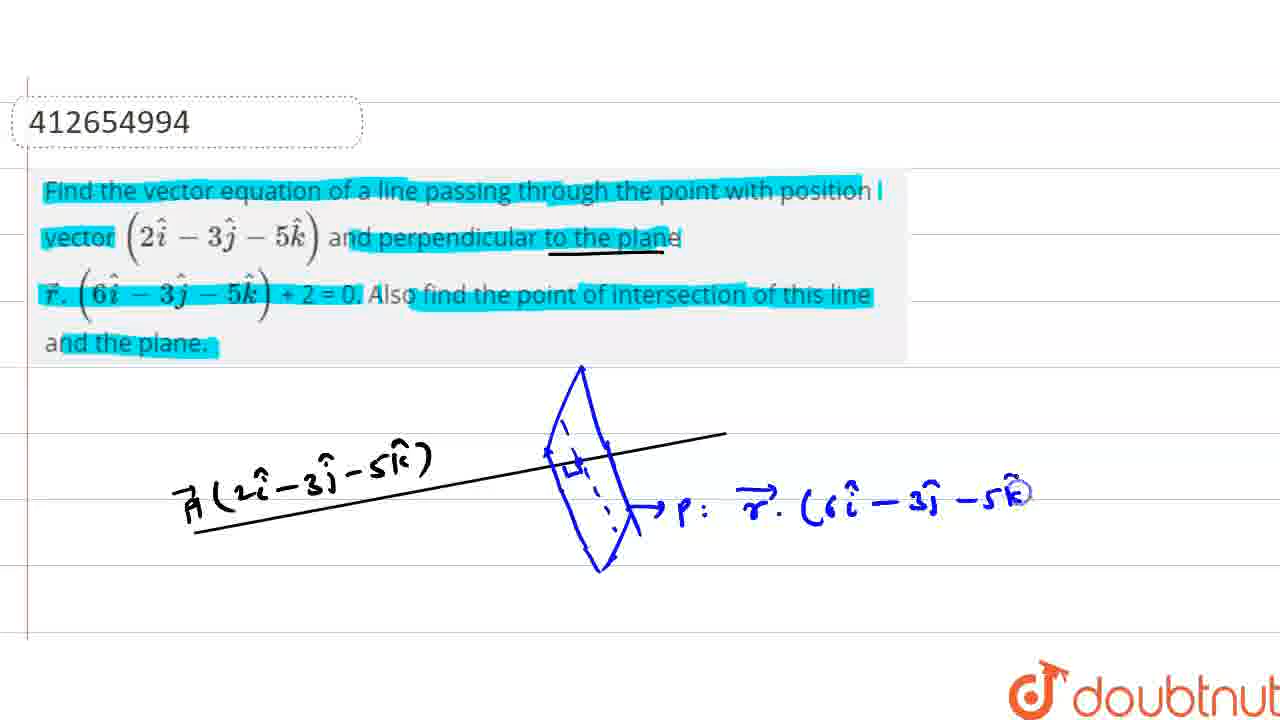 412654994
Find the vector equation of a line passing through the point with position
vector (2î − 3ĵ − 5k̂) and perpendicular to the plane
r⃗. (6î − 3ĵ − 5k̂) + 2 = 0. Also find the point of intersection of this line
and the plane.
A⃗ (2î − 3ĵ − 5k̂)
→ P: r⃗. (6î − 3ĵ − 5k̂
doubtnut